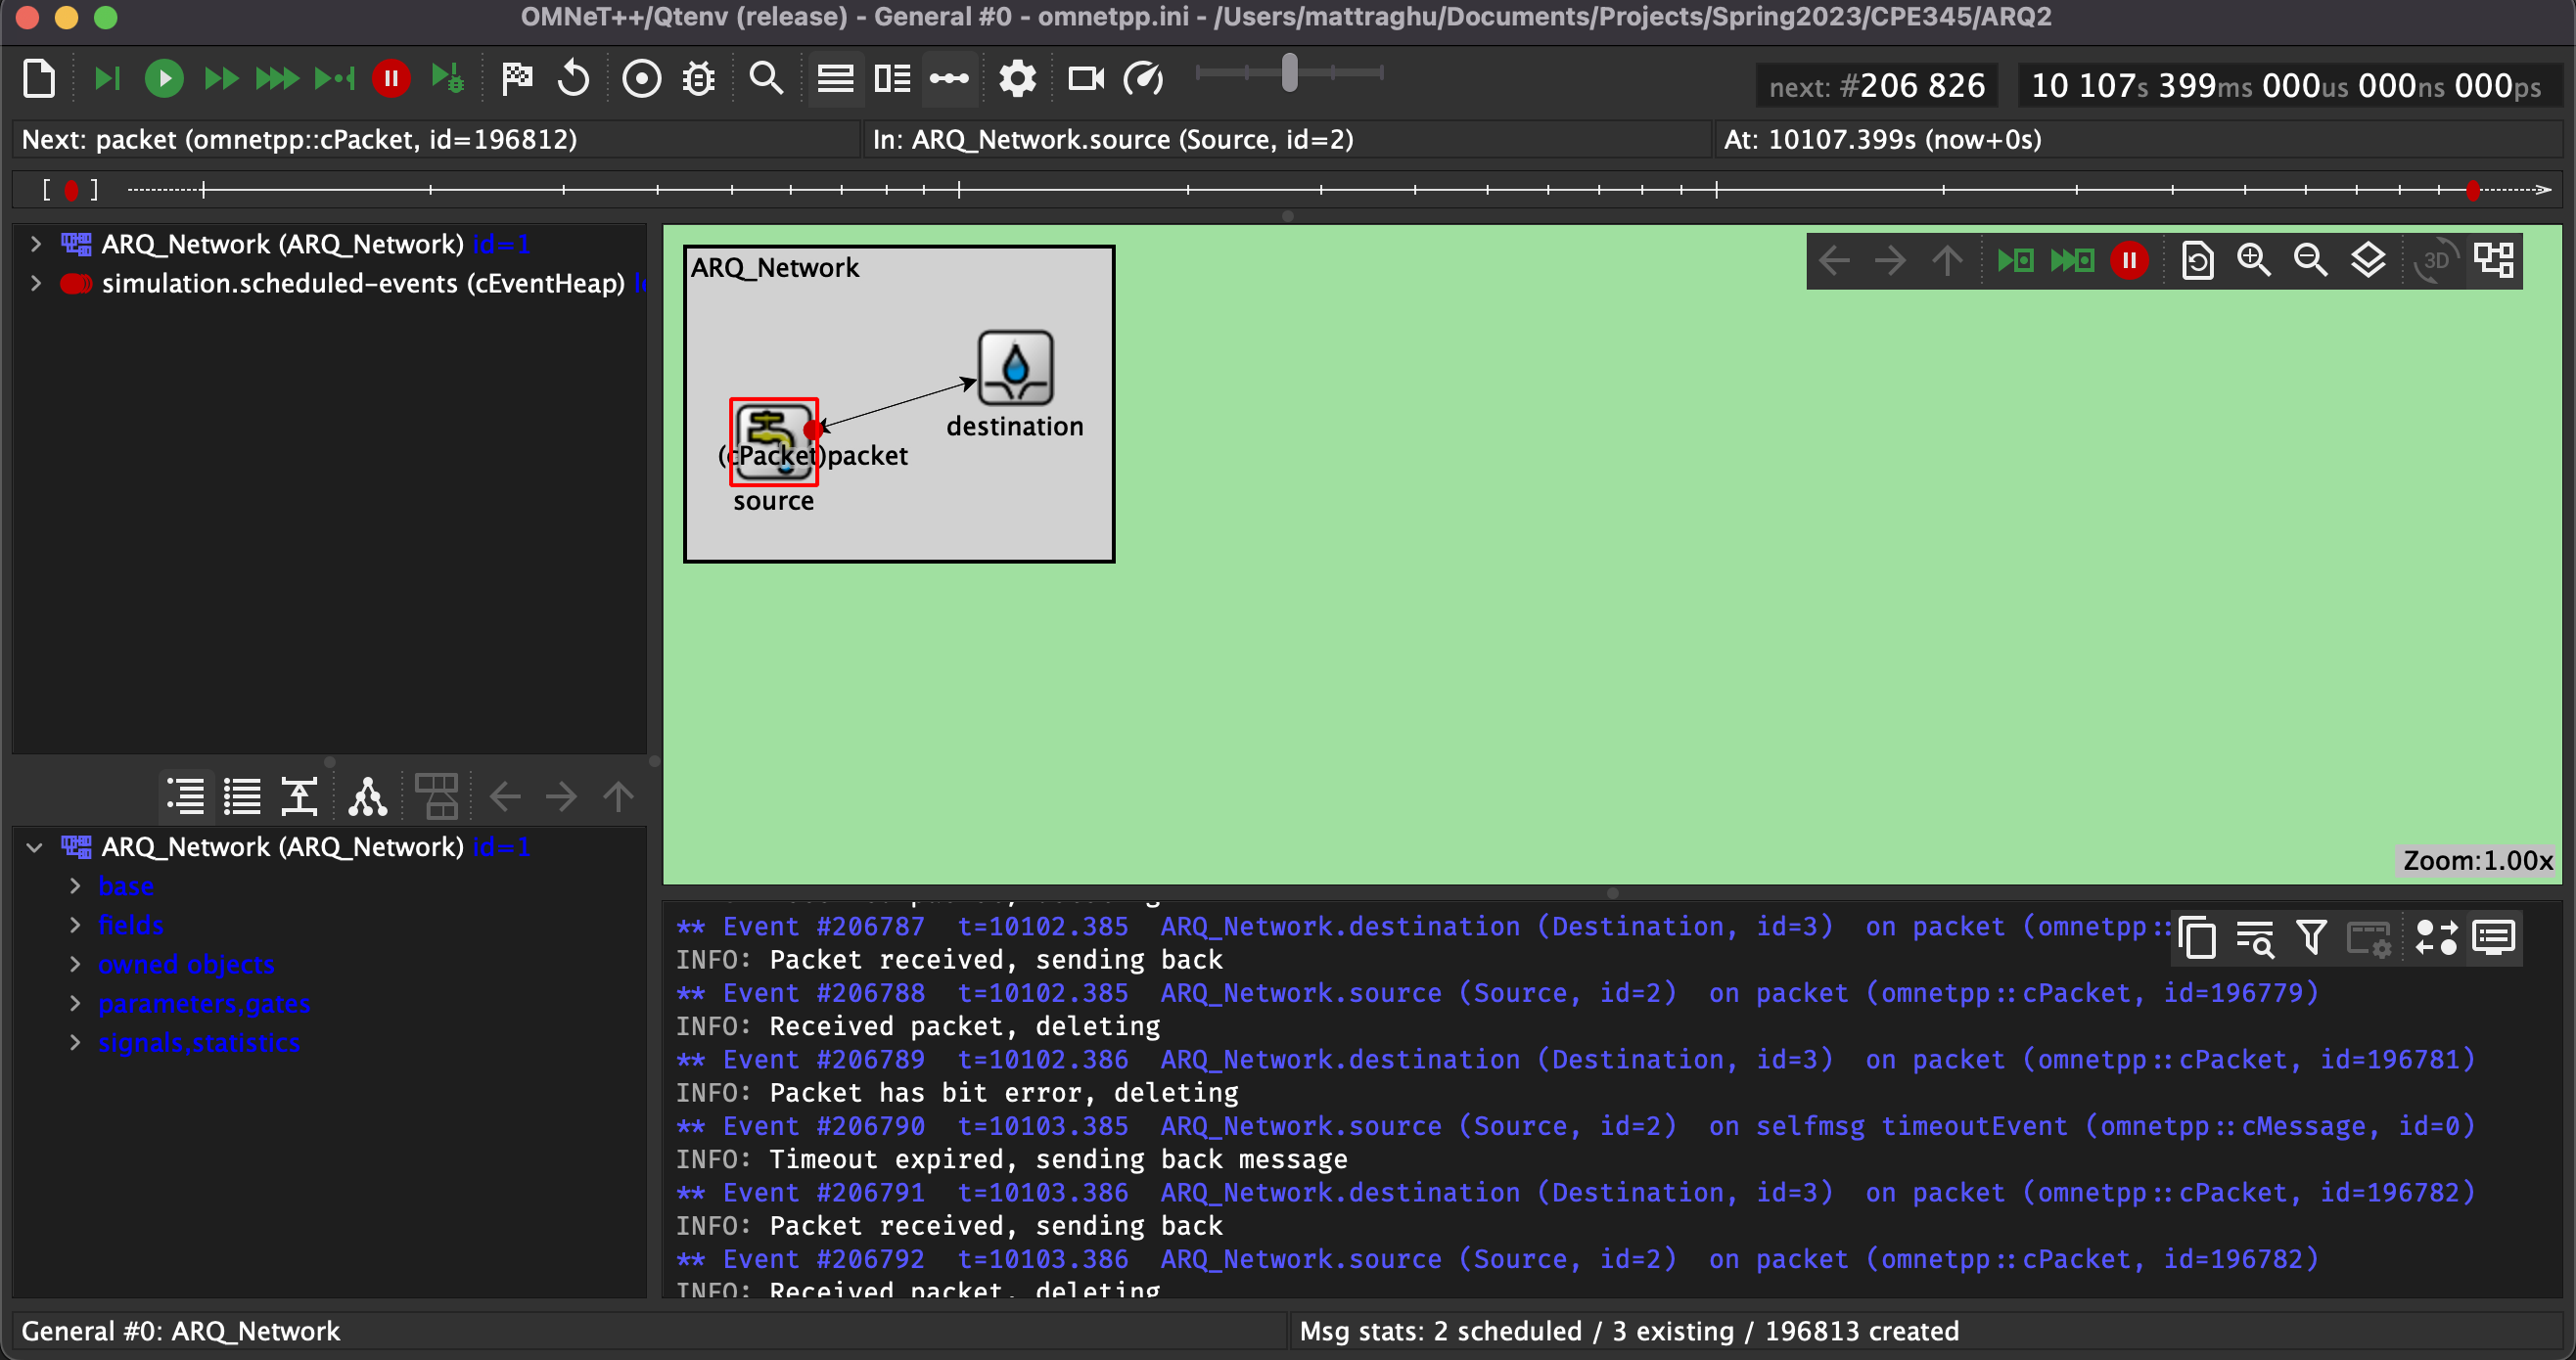 OMNeT++/Qtenv (release) - General #0 - omnetpp.ini - /Users/mattraghu/Documents/Projects/Spring2023/CPE345/ARQ2
next: #206 826
10 107s 399ms 000us 000ns 000ps
Next: packet (omnetpp::cPacket, id=196812)
In: ARQ_Network.source (Source, id=2)
At: 10107.399s (now+0s)
ARQ_Network (ARQ_Network) id=1
simulation.scheduled-events (cEventHeap)
ARQ_Network
destination
(cPacket)packet
source
3D
Zoom:1.00x
ARQ_Network (ARQ_Network) id=1
base
fields
owned objects
parameters,gates
signals,statistics
** Event #206787 t=10102.385 ARQ_Network.destination (Destination, id=3) on packet (omnetpp::
INFO: Packet received, sending back
** Event #206788 t=10102.385 ARQ_Network.source (Source, id=2) on packet (omnetpp::cPacket, id=196779)
INFO: Received packet, deleting
** Event #206789 t=10102.386 ARQ_Network.destination (Destination, id=3) on packet (omnetpp::cPacket, id=196781)
INFO: Packet has bit error, deleting
** Event #206790 t=10103.385 ARQ_Network.source (Source, id=2) on selfmsg timeoutEvent (omnetpp::cMessage, id=0)
INFO: Timeout expired, sending back message
** Event #206791 t=10103.386 ARQ_Network.destination (Destination, id=3) on packet (omnetpp::cPacket, id=196782)
INFO: Packet received, sending back
** Event #206792 t=10103.386 ARQ_Network.source (Source, id=2) on packet (omnetpp::cPacket, id=196782)
INFO: Received packet, deleting
General #0: ARQ_Network
Msg stats: 2 scheduled / 3 existing / 196813 created